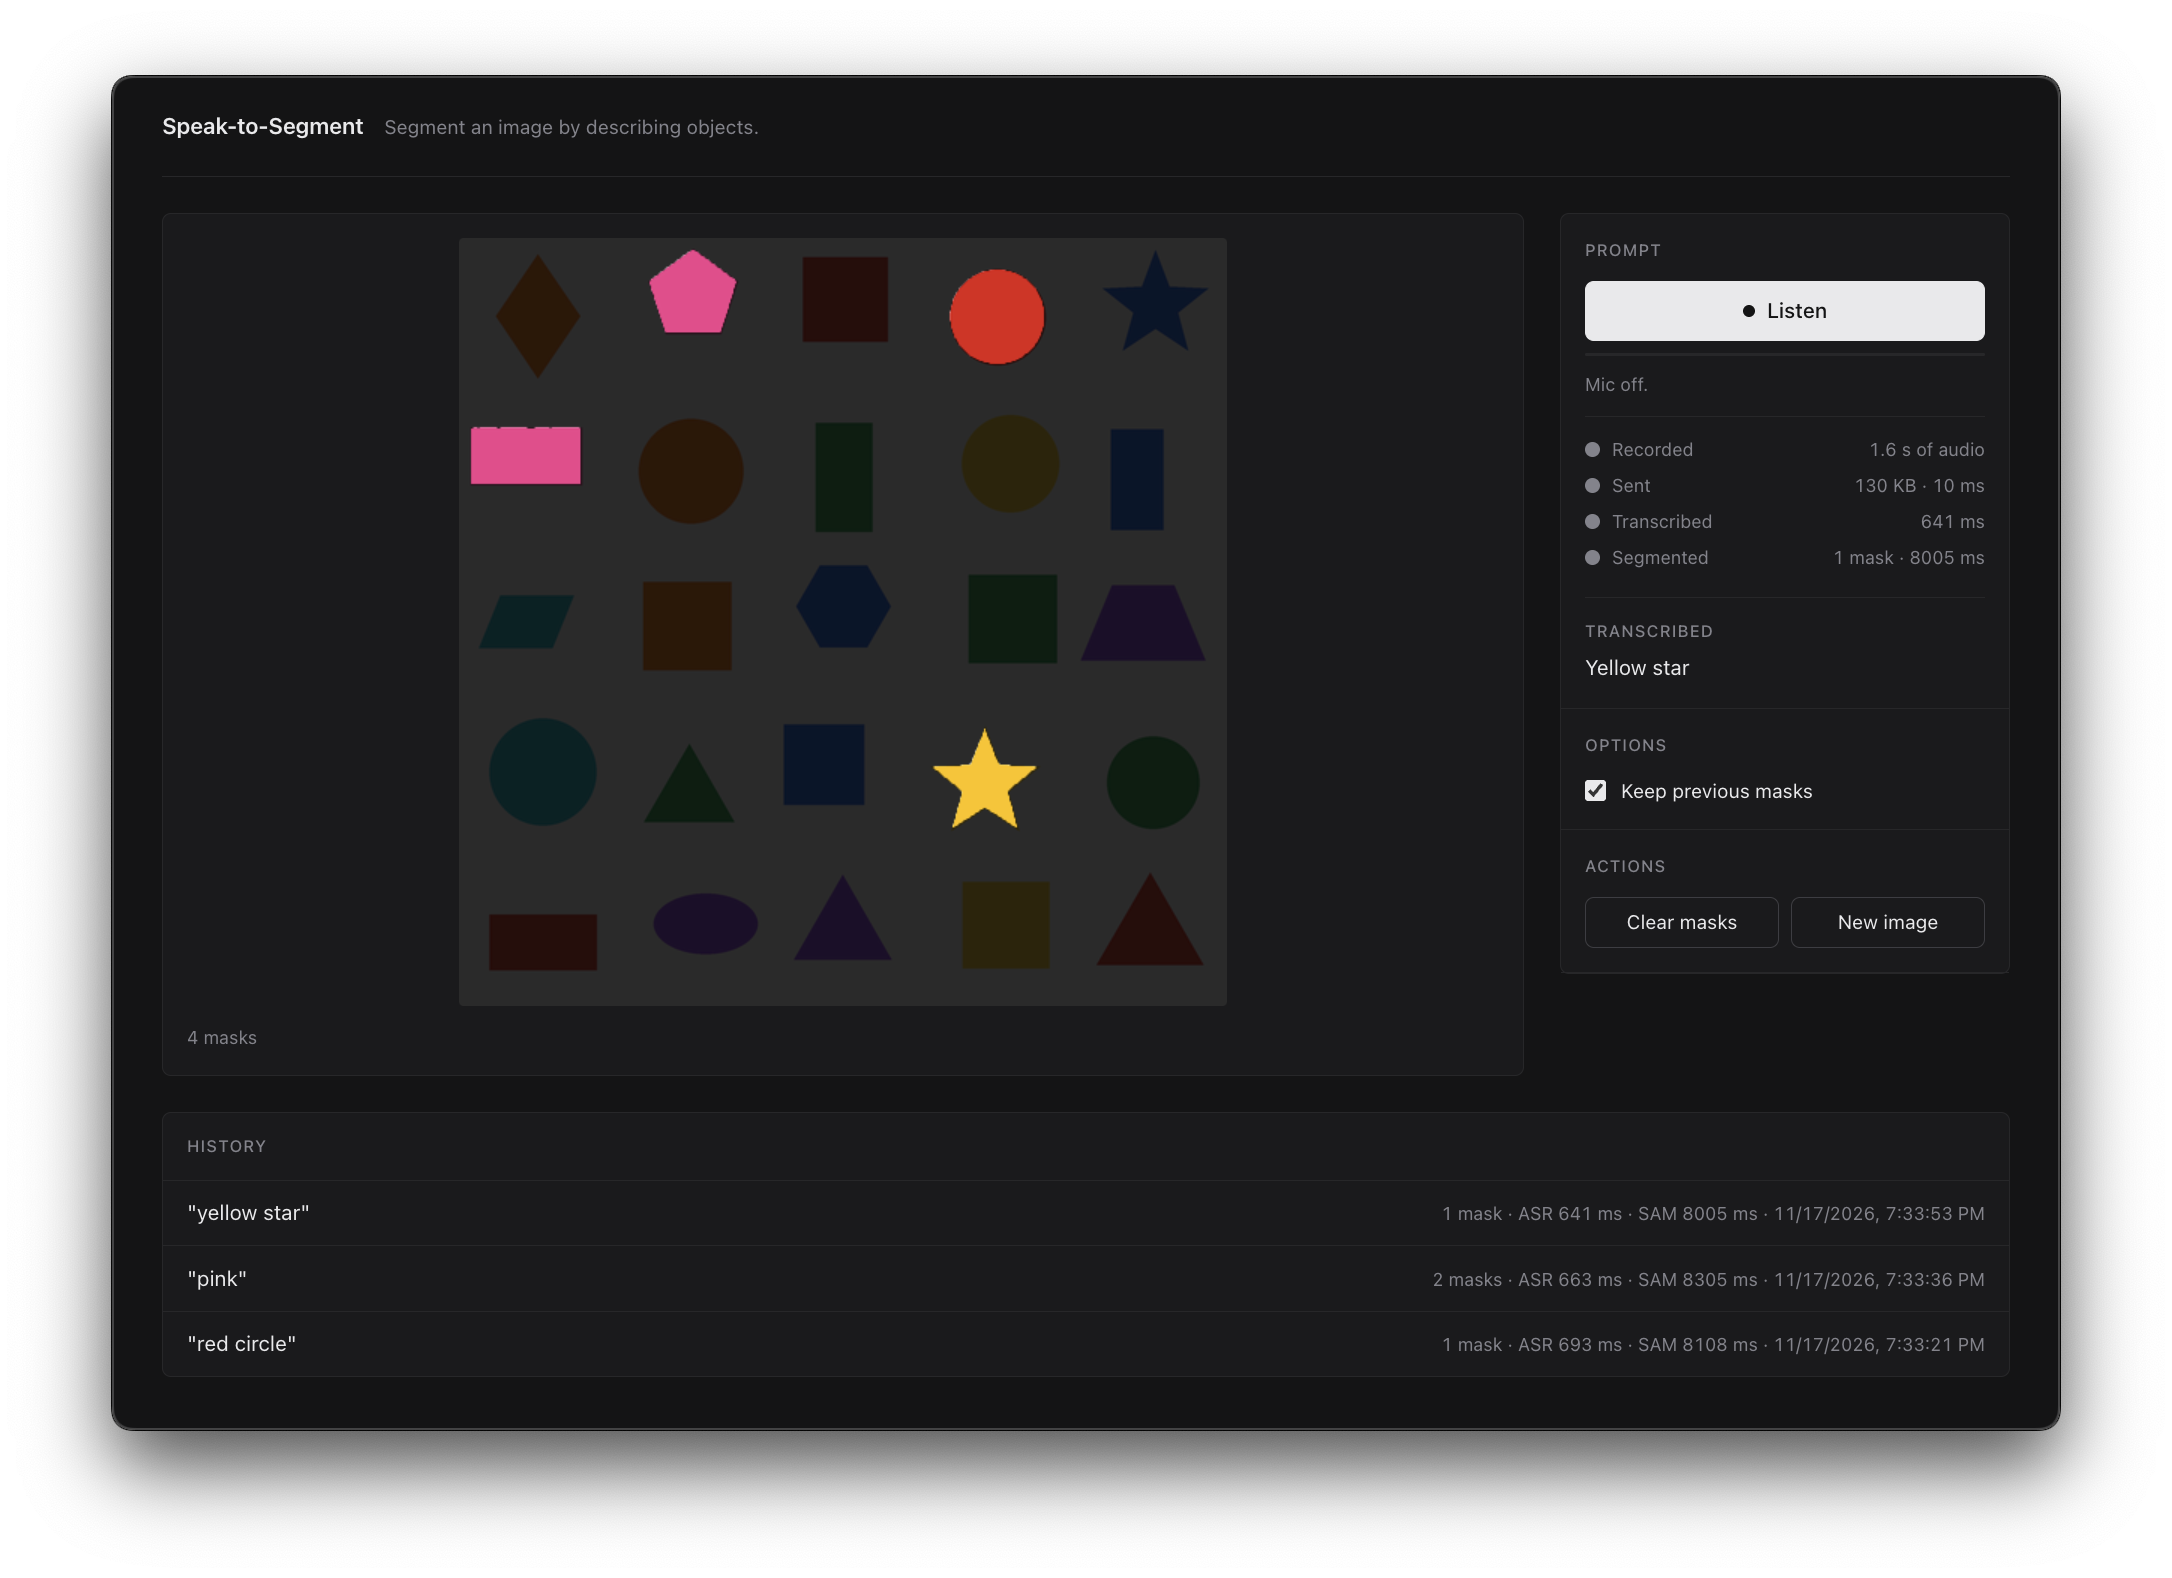 Speak-to-Segment Segment an image by describing objects.
PROMPT
Listen
Mic off.
Recorded 1.6 s of audio
Sent 130 KB · 10 ms
Transcribed 641 ms
Segmented 1 mask · 8005 ms
TRANSCRIBED
Yellow star
OPTIONS
Keep previous masks
ACTIONS
Clear masks New image
4 masks
HISTORY
"yellow star" 1 mask · ASR 641 ms · SAM 8005 ms · 11/17/2026, 7:33:53 PM
"pink" 2 masks · ASR 663 ms · SAM 8305 ms · 11/17/2026, 7:33:36 PM
"red circle" 1 mask · ASR 693 ms · SAM 8108 ms · 11/17/2026, 7:33:21 PM